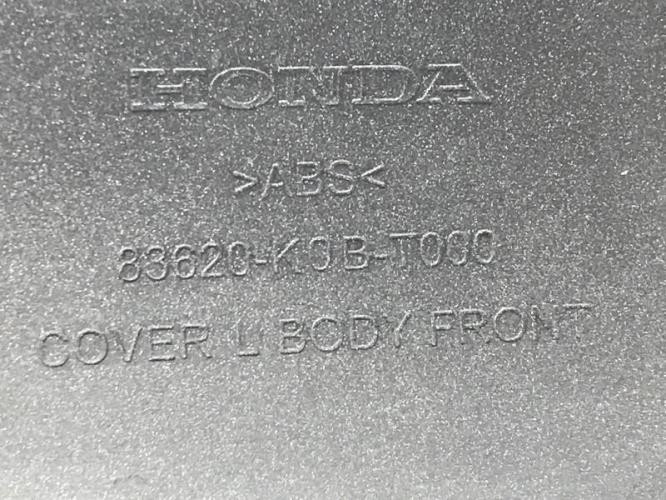 HONDA
>ABS<
83620-K0B-T000
COVER L BODY FRONT